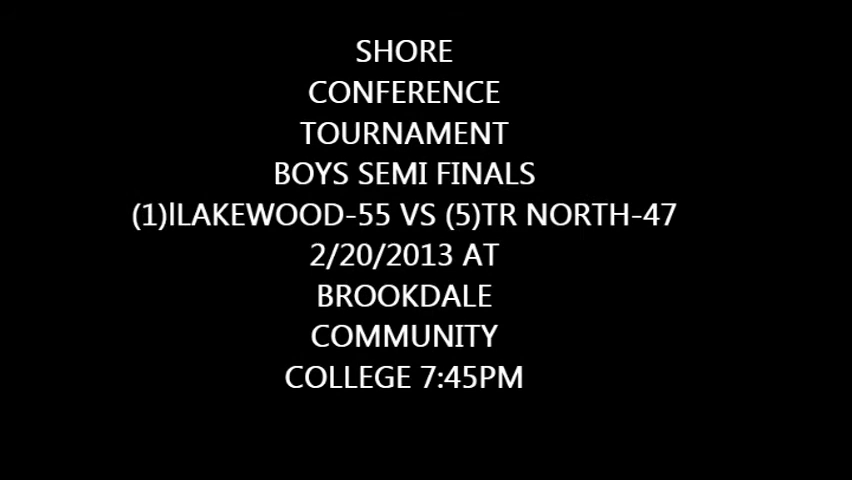 SHORE
CONFERENCE
TOURNAMENT
BOYS SEMI FINALS
(1)lLAKEWOOD-55 VS (5)TR NORTH-47
2/20/2013 AT
BROOKDALE
COMMUNITY
COLLEGE 7:45PM